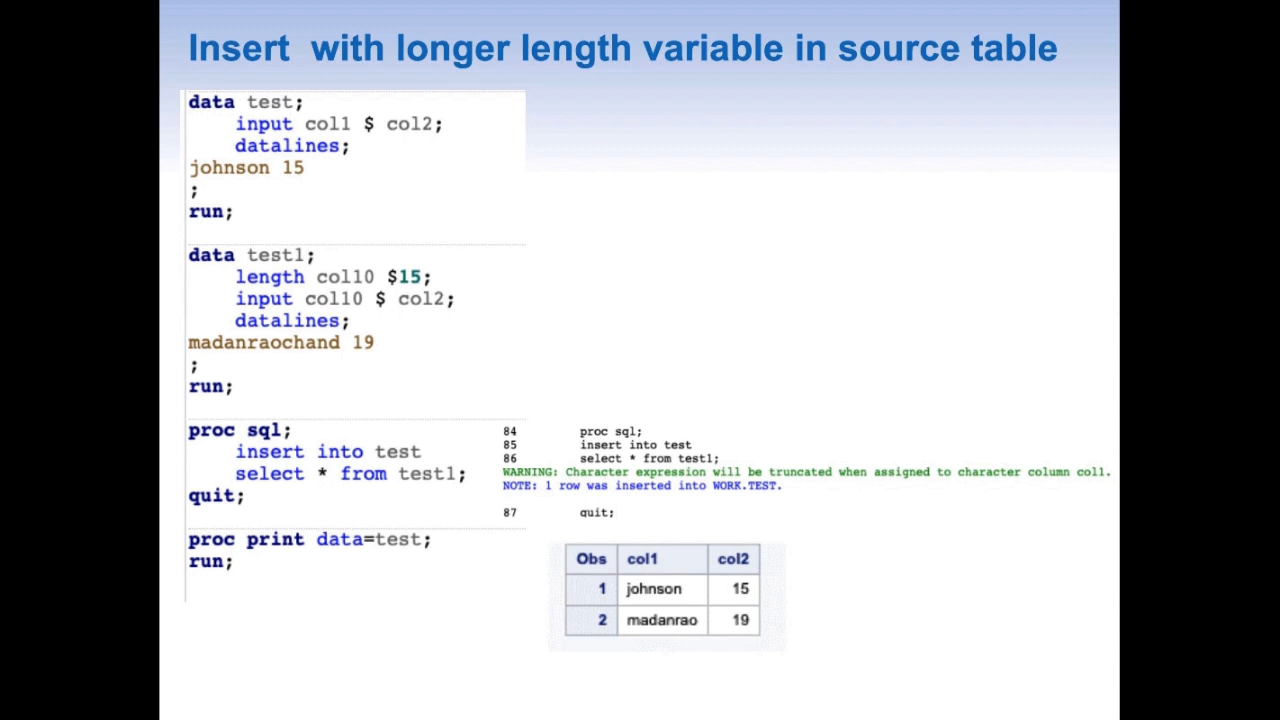 Insert  with longer length variable in source table
data test;
    input col1 $ col2;
    datalines;
johnson 15
;
run;
data test1;
    length col10 $15;
    input col10 $ col2;
    datalines;
madanraochand 19
;
run;
proc sql;
    insert into test
    select * from test1;
quit;
proc print data=test;
run;
84 proc sql;
85 insert into test
86 select * from test1;
WARNING: Character expression will be truncated when assigned to character column col1.
NOTE: 1 row was inserted into WORK.TEST.
87 quit;
Obs col1 col2
1 johnson 15
2 madanrao 19